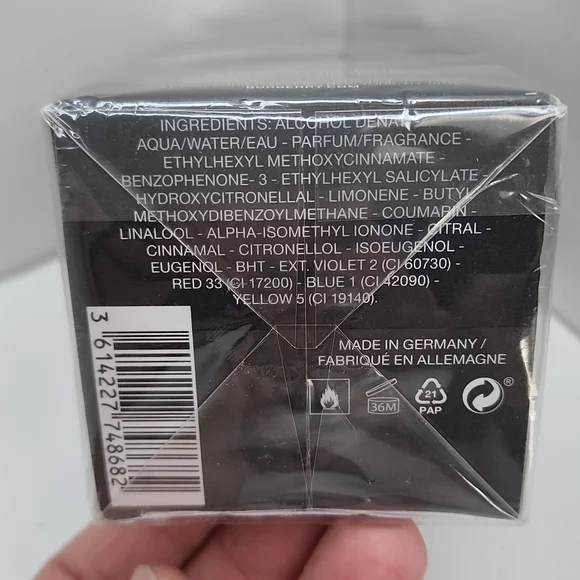 INGREDIENTS: ALCOHOL DENAT
AQUA/WATER/EAU - PARFUM/FRAGRANCE -
ETHYLHEXYL METHOXYCINNAMATE -
BENZOPHENONE- 3 - ETHYLHEXYL SALICYLATE -
HYDROXYCITRONELLAL - LIMONENE - BUTYL
METHOXYDIBENZOYLMETHANE - COUMARIN -
LINALOOL - ALPHA-ISOMETHYL IONONE - CITRAL -
CINNAMAL - CITRONELLOL - ISOEUGENOL -
EUGENOL - BHT - EXT. VIOLET 2 (CI 60730) -
RED 33 (CI 17200) - BLUE 1 (CI 42090) -
YELLOW 5 (CI 19140).
MADE IN GERMANY /
FABRIQUÉ EN ALLEMAGNE
36M
21
PAP
®
3 614227 748682